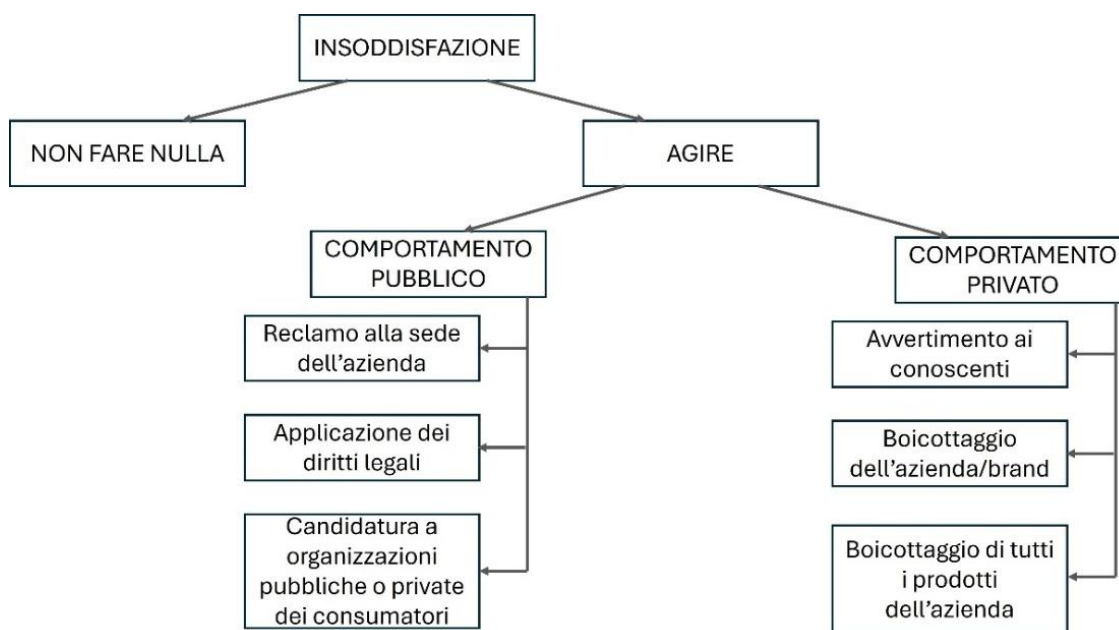 INSODDISFAZIONE
NON FARE NULLA
AGIRE
COMPORTAMENTO
PUBBLICO
Reclamo alla sede
dell’azienda
Applicazione dei
diritti legali
Candidatura a
organizzazioni
pubbliche o private
dei consumatori
COMPORTAMENTO
PRIVATO
Avvertimento ai
conoscenti
Boicottaggio
dell’azienda/brand
Boicottaggio di tutti
i prodotti
dell’azienda